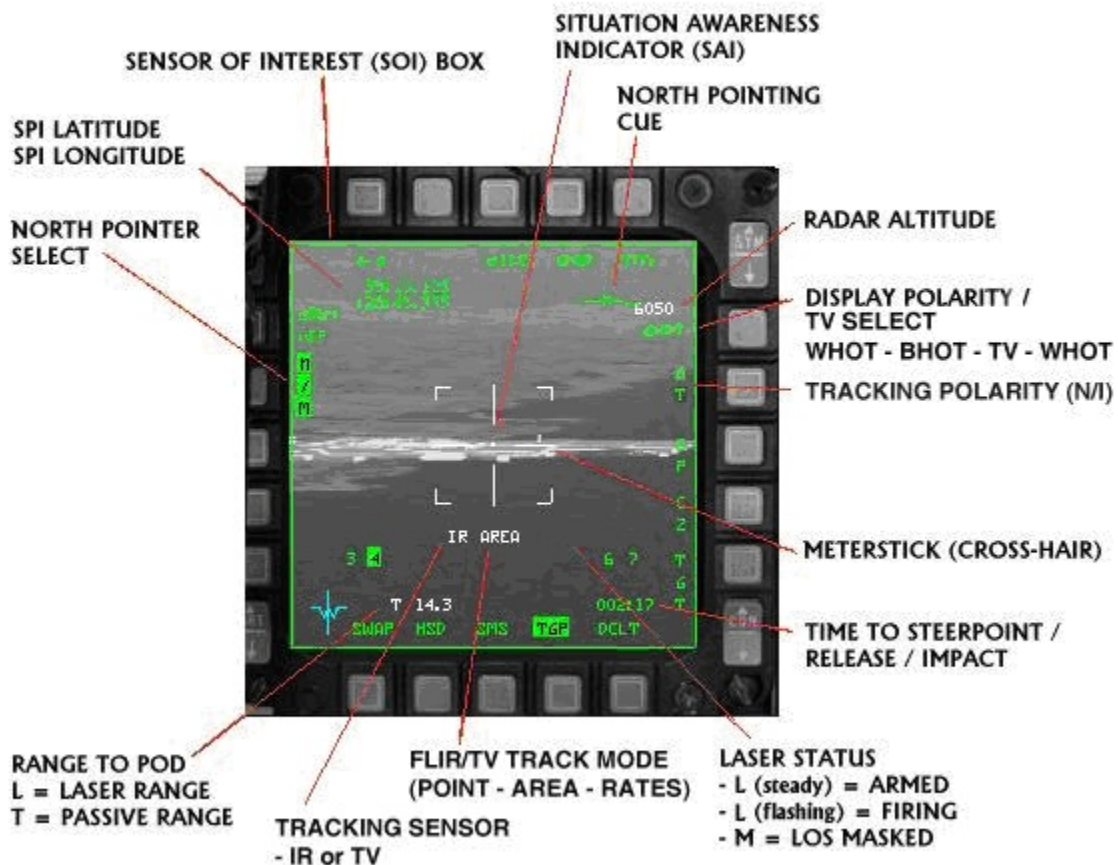 SITUATION AWARENESS
INDICATOR (SAI)
SENSOR OF INTEREST (SOI) BOX
NORTH POINTING
CUE
SPI LATITUDE
SPI LONGITUDE
NORTH POINTER
SELECT
RADAR ALTITUDE
6050
DISPLAY POLARITY /
TV SELECT
WHOT - BHOT - TV - WHOT
TRACKING POLARITY (N/I)
IR AREA
METERSTICK (CROSS-HAIR)
3 4
6 7
T
G
T
T 14.3
002:17
SWAP HSD SMS TGP DCLT
TIME TO STEERPOINT /
RELEASE / IMPACT
RANGE TO POD
L = LASER RANGE
T = PASSIVE RANGE
TRACKING SENSOR
- IR or TV
FLIR/TV TRACK MODE
(POINT - AREA - RATES)
LASER STATUS
- L (steady) = ARMED
- L (flashing) = FIRING
- M = LOS MASKED